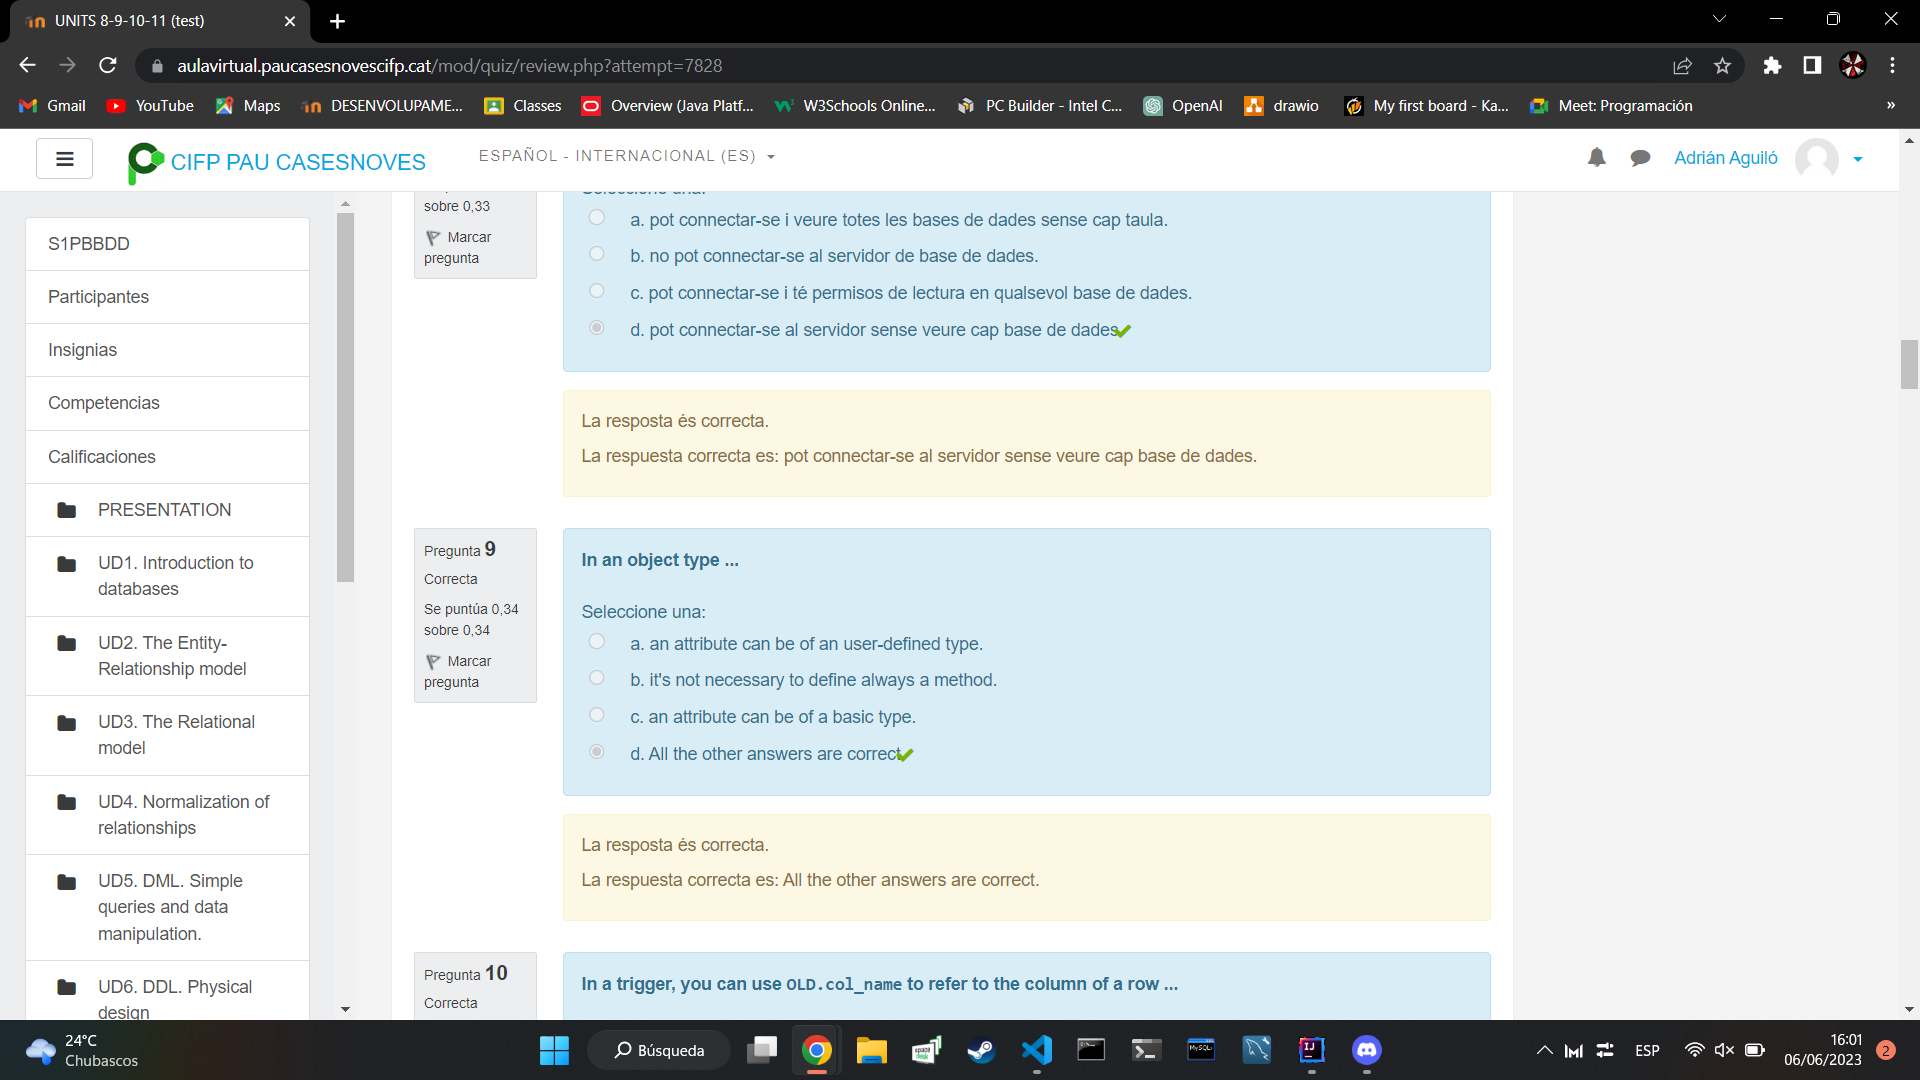 UNITS 8-9-10-11 (test)
aulavirtual.paucasesnovescifp.cat/mod/quiz/review.php?attempt=7828
Gmail
YouTube
Maps
DESENVOLUPAME...
Classes
Overview (Java Platf...
W3Schools Online...
PC Builder - Intel C...
OpenAI
drawio
My first board - Ka...
Meet: Programación
»
CIFP PAU CASESNOVES
ESPAÑOL - INTERNACIONAL (ES)
Adrián Aguiló
S1PBBDD
Participantes
Insignias
Competencias
Calificaciones
PRESENTATION
UD1. Introduction to
databases
UD2. The Entity-
Relationship model
UD3. The Relational
model
UD4. Normalization of
relationships
UD5. DML. Simple
queries and data
manipulation.
UD6. DDL. Physical
design
sobre 0,33
Marcar
pregunta
Seleccione una:
a. pot connectar-se i veure totes les bases de dades sense cap taula.
b. no pot connectar-se al servidor de base de dades.
c. pot connectar-se i té permisos de lectura en qualsevol base de dades.
d. pot connectar-se al servidor sense veure cap base de dades.
La resposta és correcta.
La respuesta correcta es: pot connectar-se al servidor sense veure cap base de dades.
Pregunta 9
Correcta
Se puntúa 0,34
sobre 0,34
Marcar
pregunta
In an object type ...
Seleccione una:
a. an attribute can be of an user-defined type.
b. it's not necessary to define always a method.
c. an attribute can be of a basic type.
d. All the other answers are correct.
La resposta és correcta.
La respuesta correcta es: All the other answers are correct.
Pregunta 10
Correcta
In a trigger, you can use OLD.col_name to refer to the column of a row ...
24°C
Chubascos
Búsqueda
ESP
16:01
06/06/2023
2